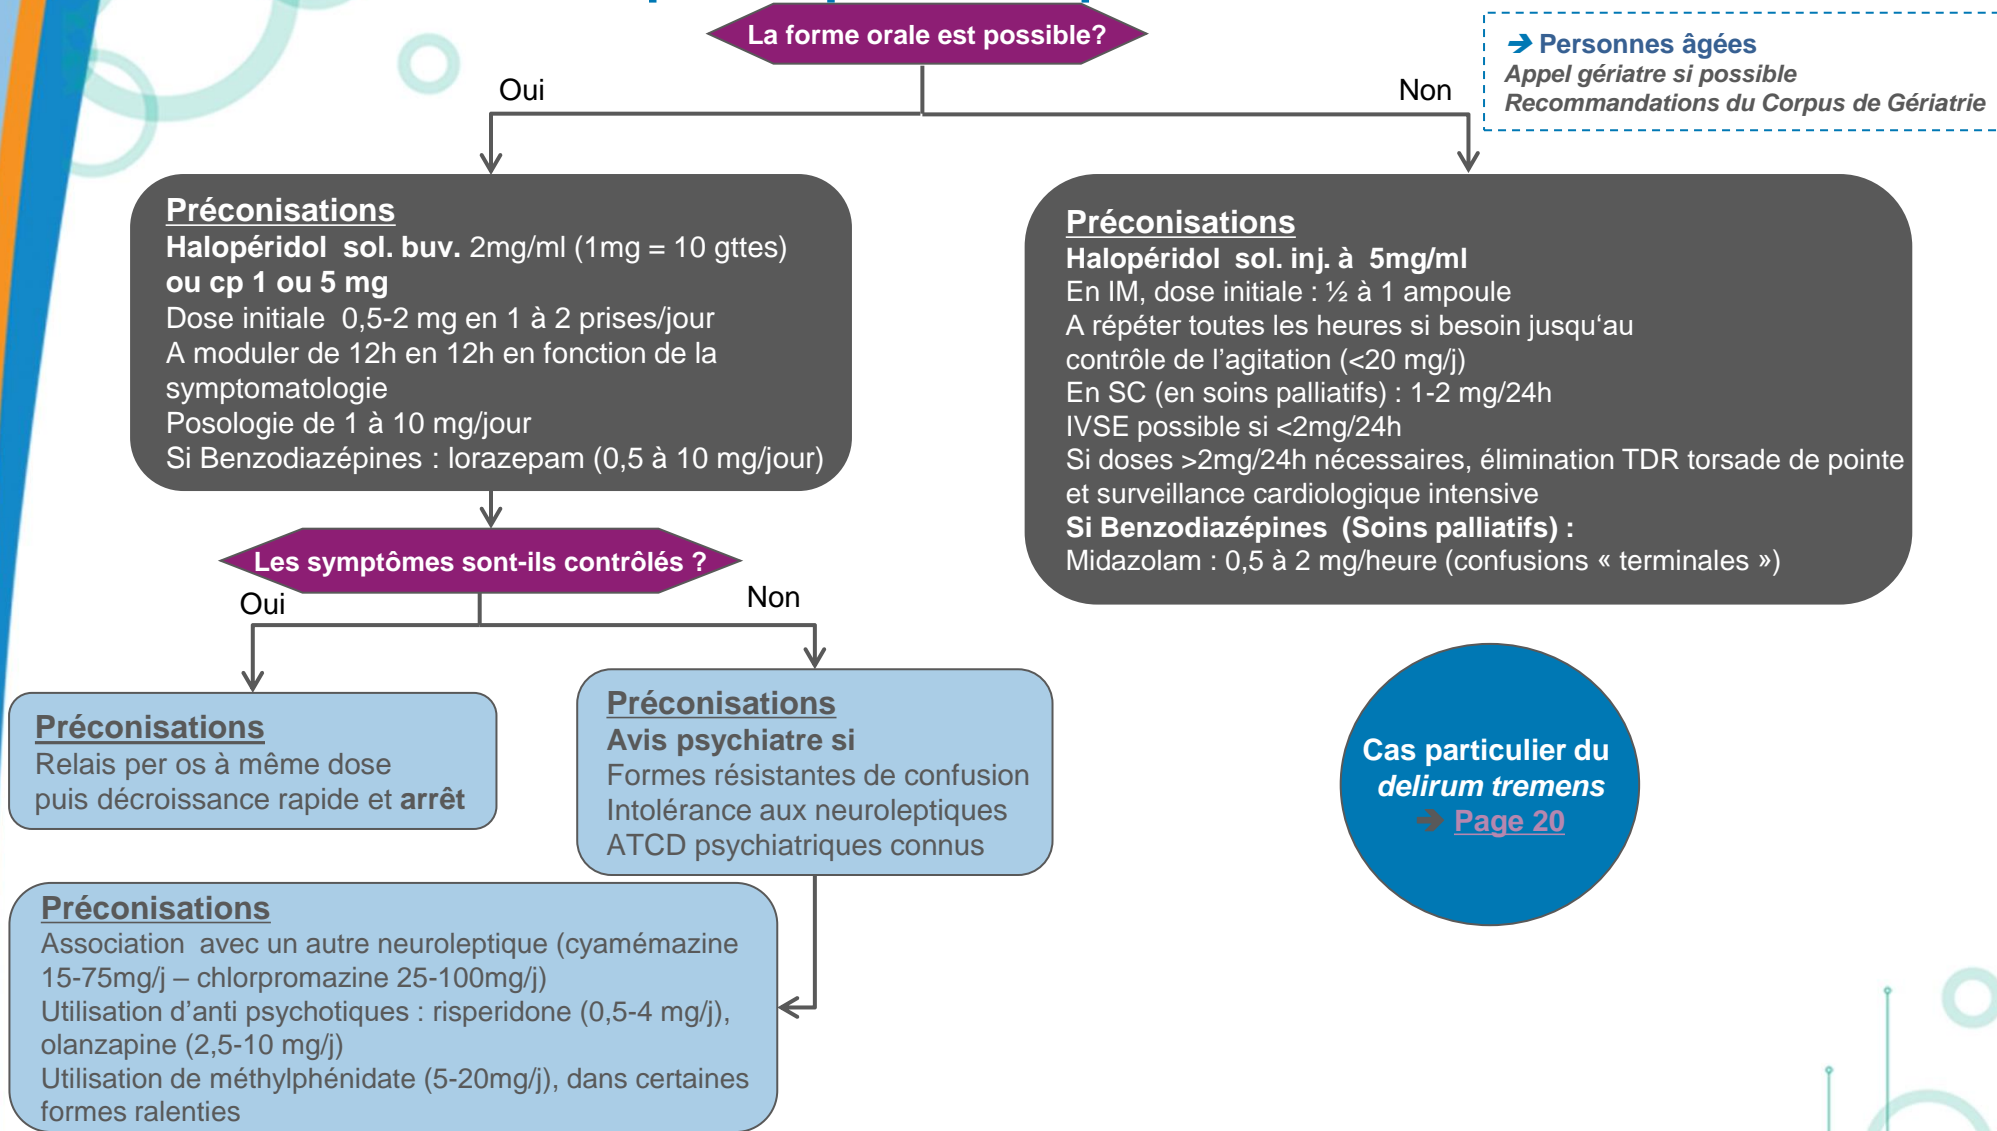 La forme orale est possible?
➔ Personnes âgées
Appel gériatre si possible
Recommandations du Corpus de Gériatrie
Oui
Non
Préconisations
Halopéridol sol. buv. 2mg/ml (1mg = 10 gttes)
ou cp 1 ou 5 mg
Dose initiale 0,5-2 mg en 1 à 2 prises/jour
A moduler de 12h en 12h en fonction de la
symptomatologie
Posologie de 1 à 10 mg/jour
Si Benzodiazépines : lorazepam (0,5 à 10 mg/jour)
Préconisations
Halopéridol sol. inj. à 5mg/ml
En IM, dose initiale : ½ à 1 ampoule
A répéter toutes les heures si besoin jusqu‘au
contrôle de l’agitation (<20 mg/j)
En SC (en soins palliatifs) : 1-2 mg/24h
IVSE possible si <2mg/24h
Si doses >2mg/24h nécessaires, élimination TDR torsade de pointe
et surveillance cardiologique intensive
Si Benzodiazépines (Soins palliatifs) :
Midazolam : 0,5 à 2 mg/heure (confusions « terminales »)
Les symptômes sont-ils contrôlés ?
Oui
Non
Préconisations
Relais per os à même dose
puis décroissance rapide et arrêt
Préconisations
Avis psychiatre si
Formes résistantes de confusion
Intolérance aux neuroleptiques
ATCD psychiatriques connus
Cas particulier du
delirum tremens
➔ Page 20
Préconisations
Association avec un autre neuroleptique (cyamémazine
15-75mg/j – chlorpromazine 25-100mg/j)
Utilisation d’anti psychotiques : risperidone (0,5-4 mg/j),
olanzapine (2,5-10 mg/j)
Utilisation de méthylphénidate (5-20mg/j), dans certaines
formes ralenties